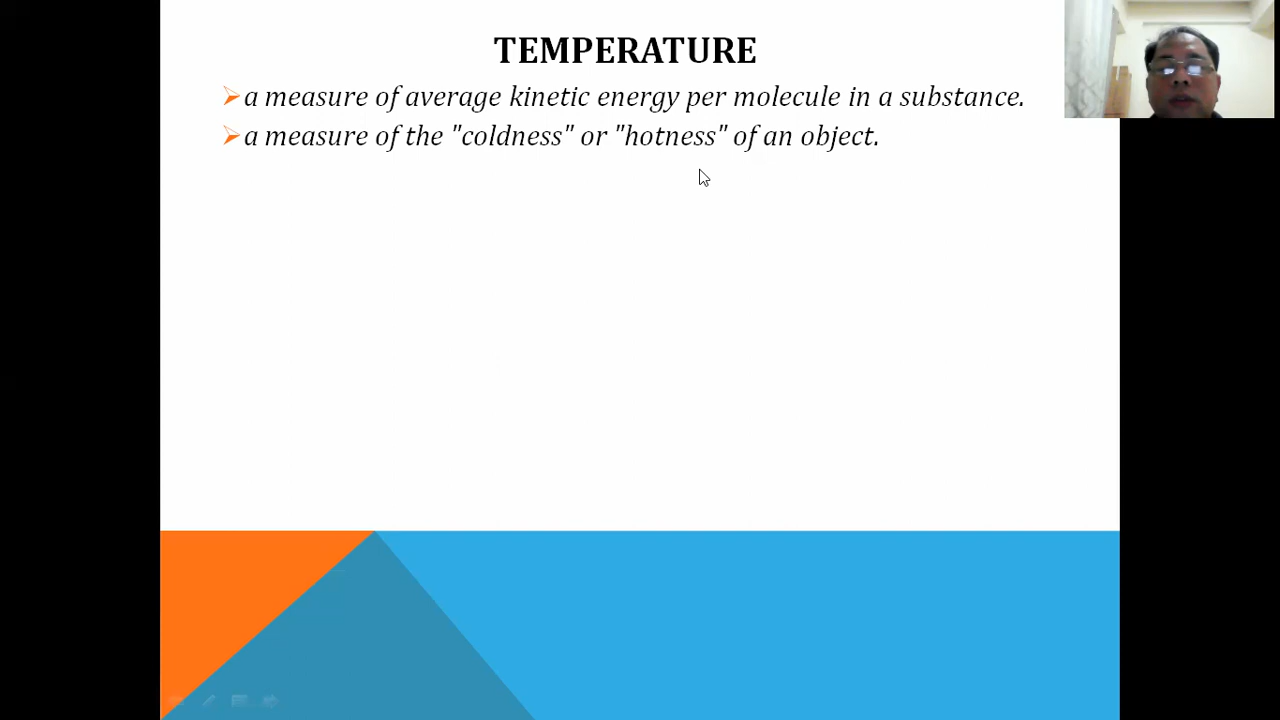 TEMPERATURE
a measure of average kinetic energy per molecule in a substance.
a measure of the "coldness" or "hotness" of an object.